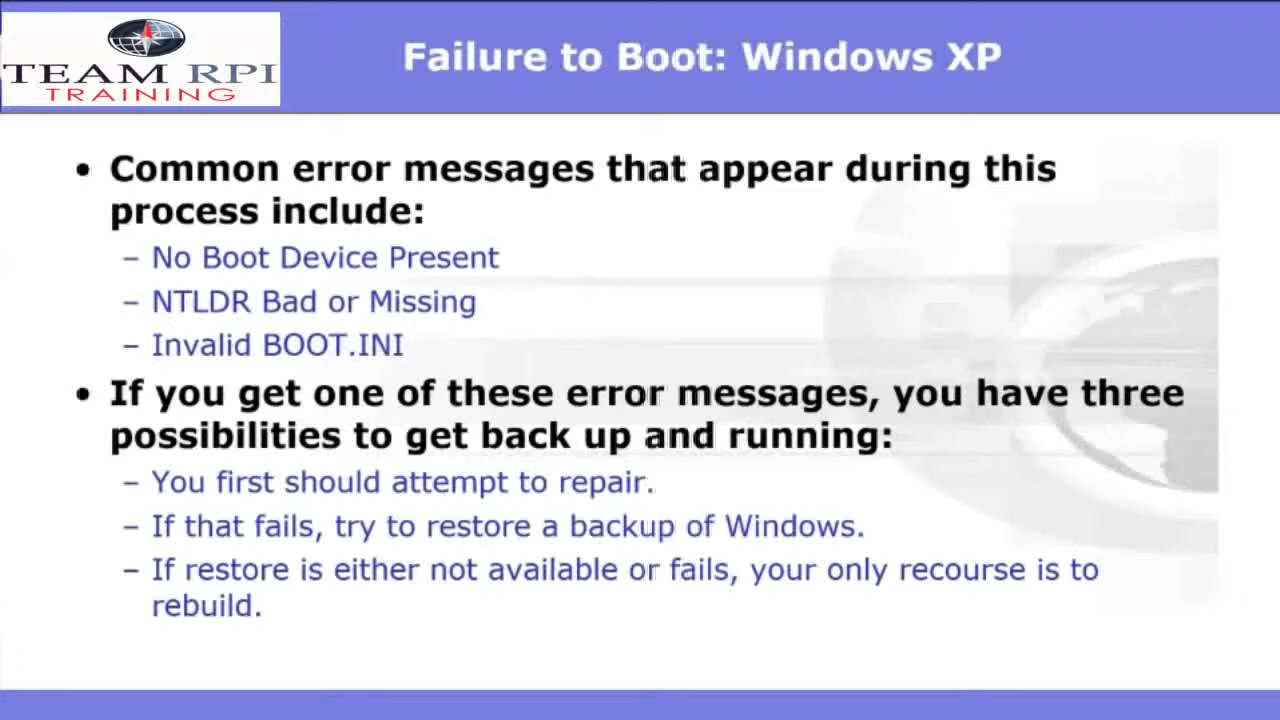 TEAM RPI
TRAINING
Failure to Boot: Windows XP
• Common error messages that appear during this
process include:
– No Boot Device Present
– NTLDR Bad or Missing
– Invalid BOOT.INI
• If you get one of these error messages, you have three
possibilities to get back up and running:
– You first should attempt to repair.
– If that fails, try to restore a backup of Windows.
– If restore is either not available or fails, your only recourse is to
rebuild.